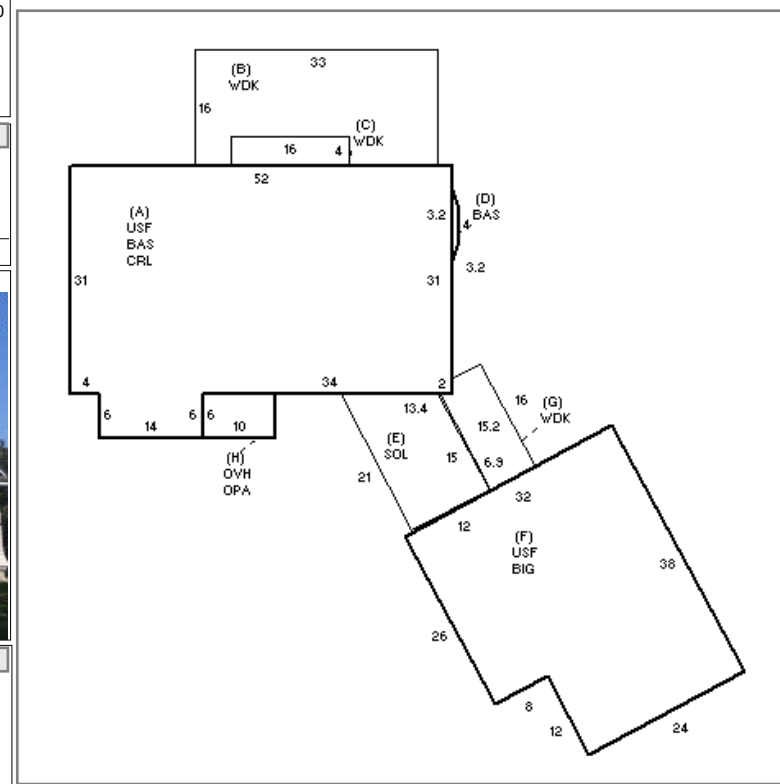 0
33
(B)
WDK
16
(C)
WDK
16
4
52
(A)
USF
BAS
CRL
(D)
BAS
3.2
4
3.2
31
31
4
34
2
6
6
6
14
10
13.4
(H)
OVH
OPA
(E)
SOL
15.2
16
(G)
WDK
15
6.9
21
32
12
(F)
USF
BIG
38
26
8
12
24